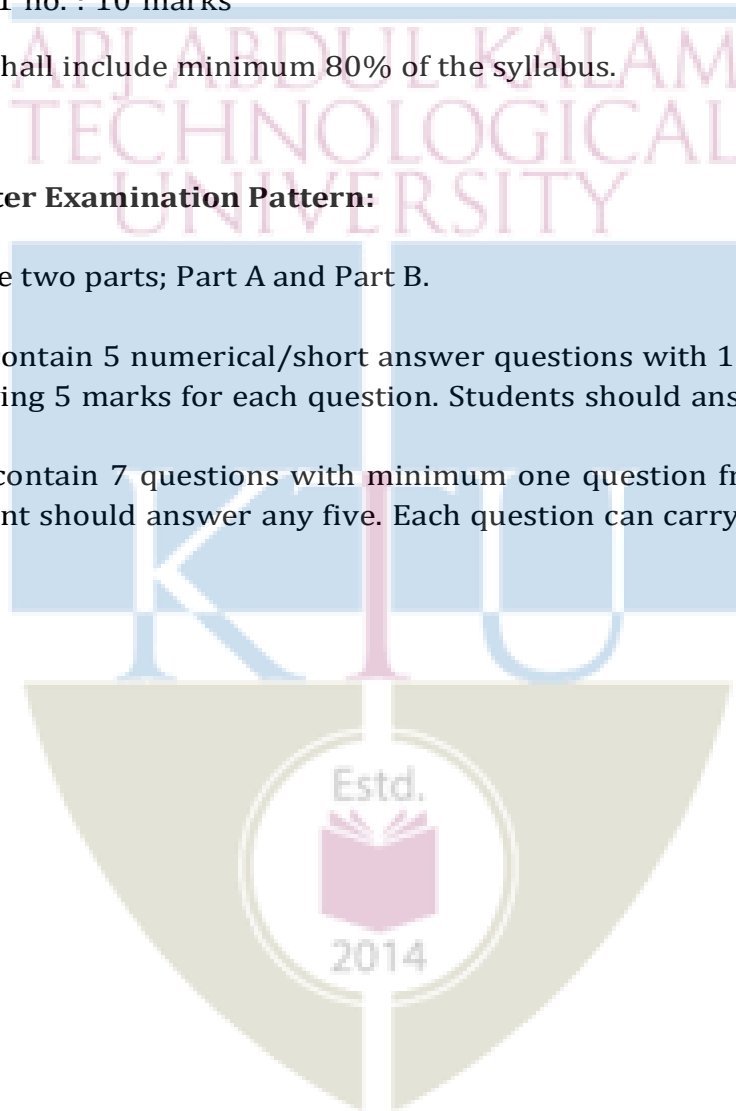 1 no. : 10 marks
APJ ABDUL KALAM
hall include minimum 80% of the syllabus.
TECHNOLOGICAL
ter Examination Pattern:
UNIVERSITY
e two parts; Part A and Part B.
ontain 5 numerical/short answer questions with 1
ing 5 marks for each question. Students should ans
contain 7 questions with minimum one question fr
nt should answer any five. Each question can carry
KTU
Estd.
2014